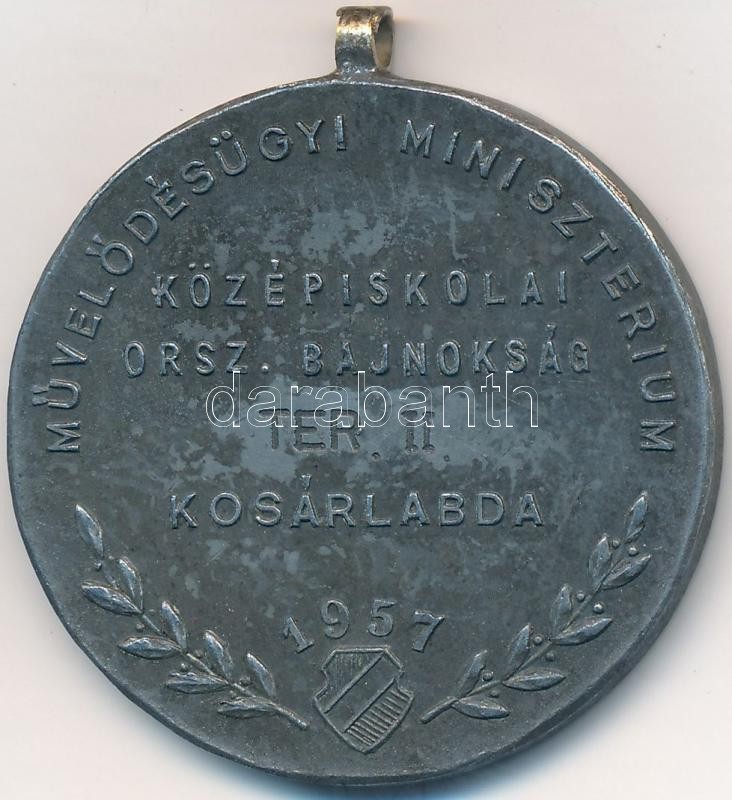 MŰVELŐDÉSÜGYI MINISZTERIUM
KÖZÉPISKOLAI
ORSZ. BAJNOKSÁG
darabanth
TER. II.
KOSÁRLABDA
1957